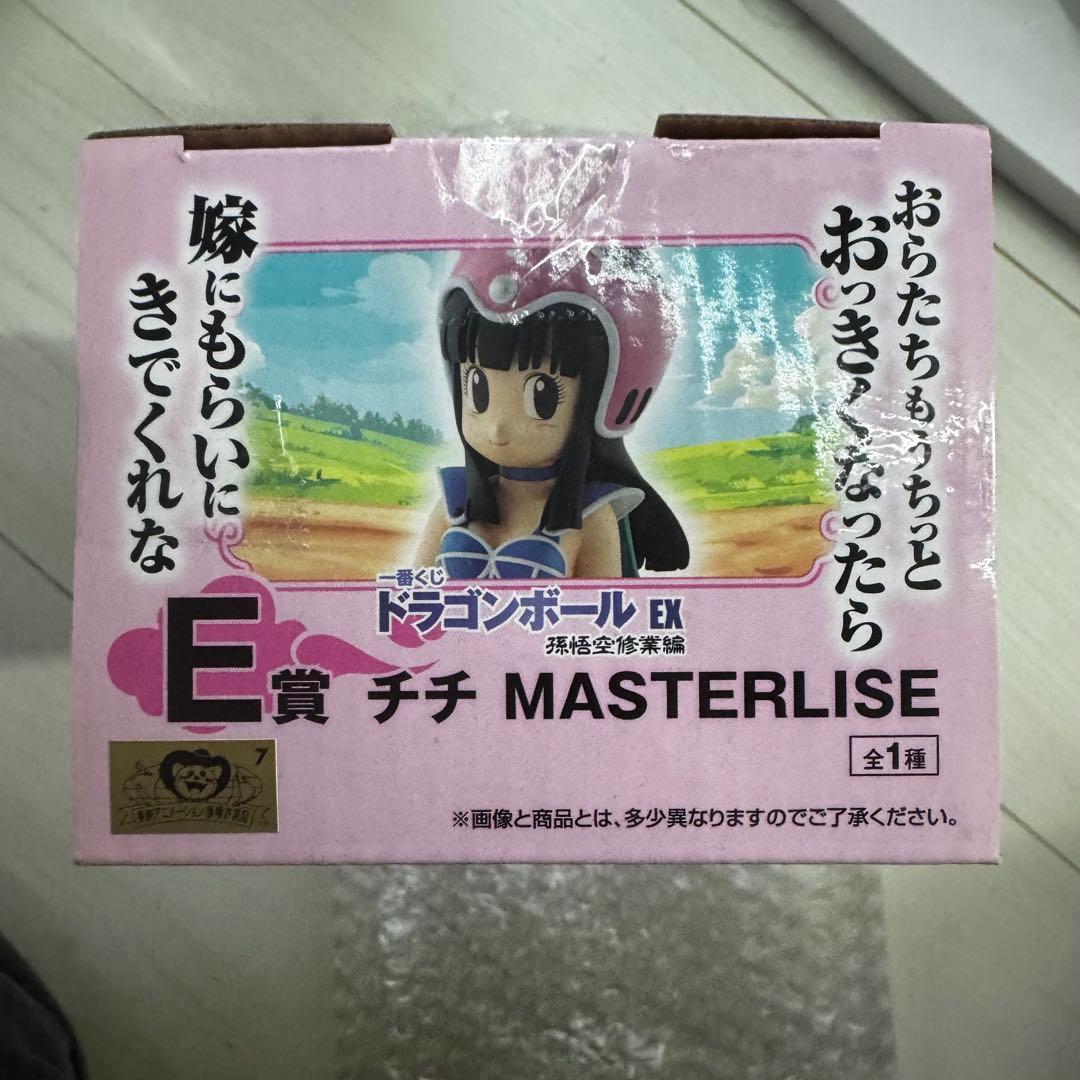 おらたちもうちっと
おっきくなったら
嫁にもらいに
きでくれな
一番くじ
ドラゴンボール EX
孫悟空修業編
E賞 チチ MASTERLISE
全1種
7
※画像と商品とは、多少異なりますのでご了承ください。